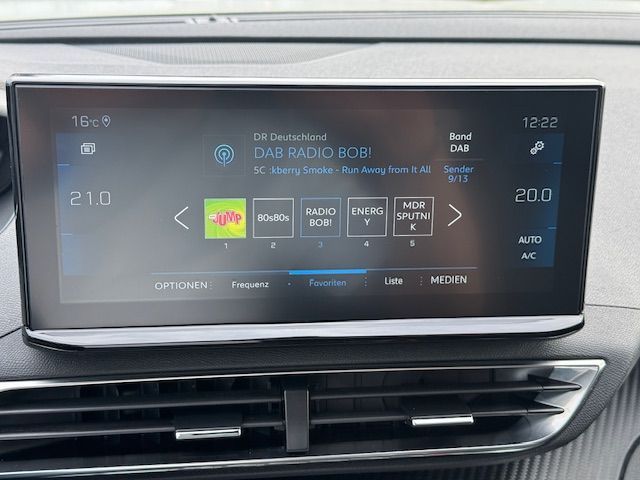 16°C
12:22
DR Deutschland
DAB RADIO BOB!
5C :kberry Smoke - Run Away from It All
Band
DAB
Sender
9/13
21.0
20.0
AUTO
A/C
JUMP
80s80s
RADIO
BOB!
ENERG
Y
MDR
SPUTNI
K
1
2
3
4
5
OPTIONEN
Frequenz
Favoriten
Liste
MEDIEN